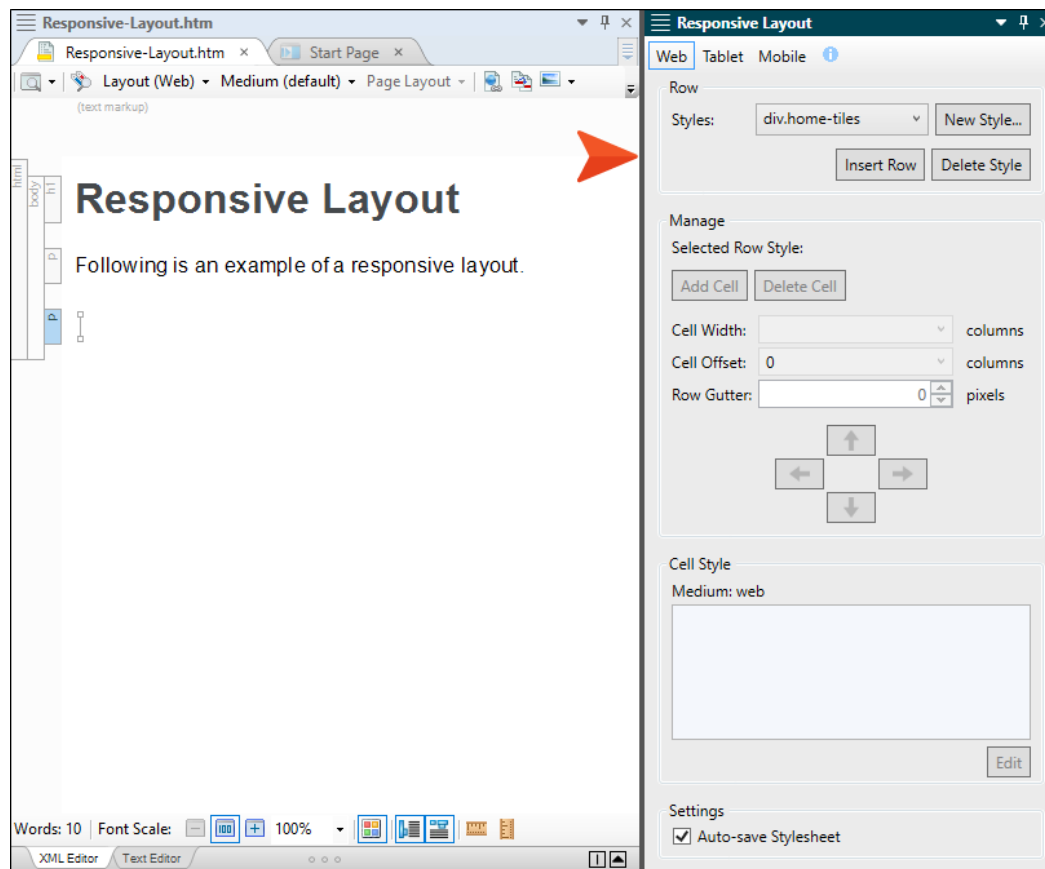 Responsive-Layout.htm
Responsive-Layout.htm × Start Page ×
Layout (Web) Medium (default) Page Layout
(text markup)
html
body
h1
Responsive Layout
p
Following is an example of a responsive layout.
p
Words: 10 Font Scale: 100 100%
XML Editor Text Editor
Responsive Layout
Web Tablet Mobile i
Row
Styles: div.home-tiles New Style...
Insert Row Delete Style
Manage
Selected Row Style:
Add Cell Delete Cell
Cell Width: columns
Cell Offset: 0 columns
Row Gutter: 0 pixels
Cell Style
Medium: web
Edit
Settings
Auto-save Stylesheet